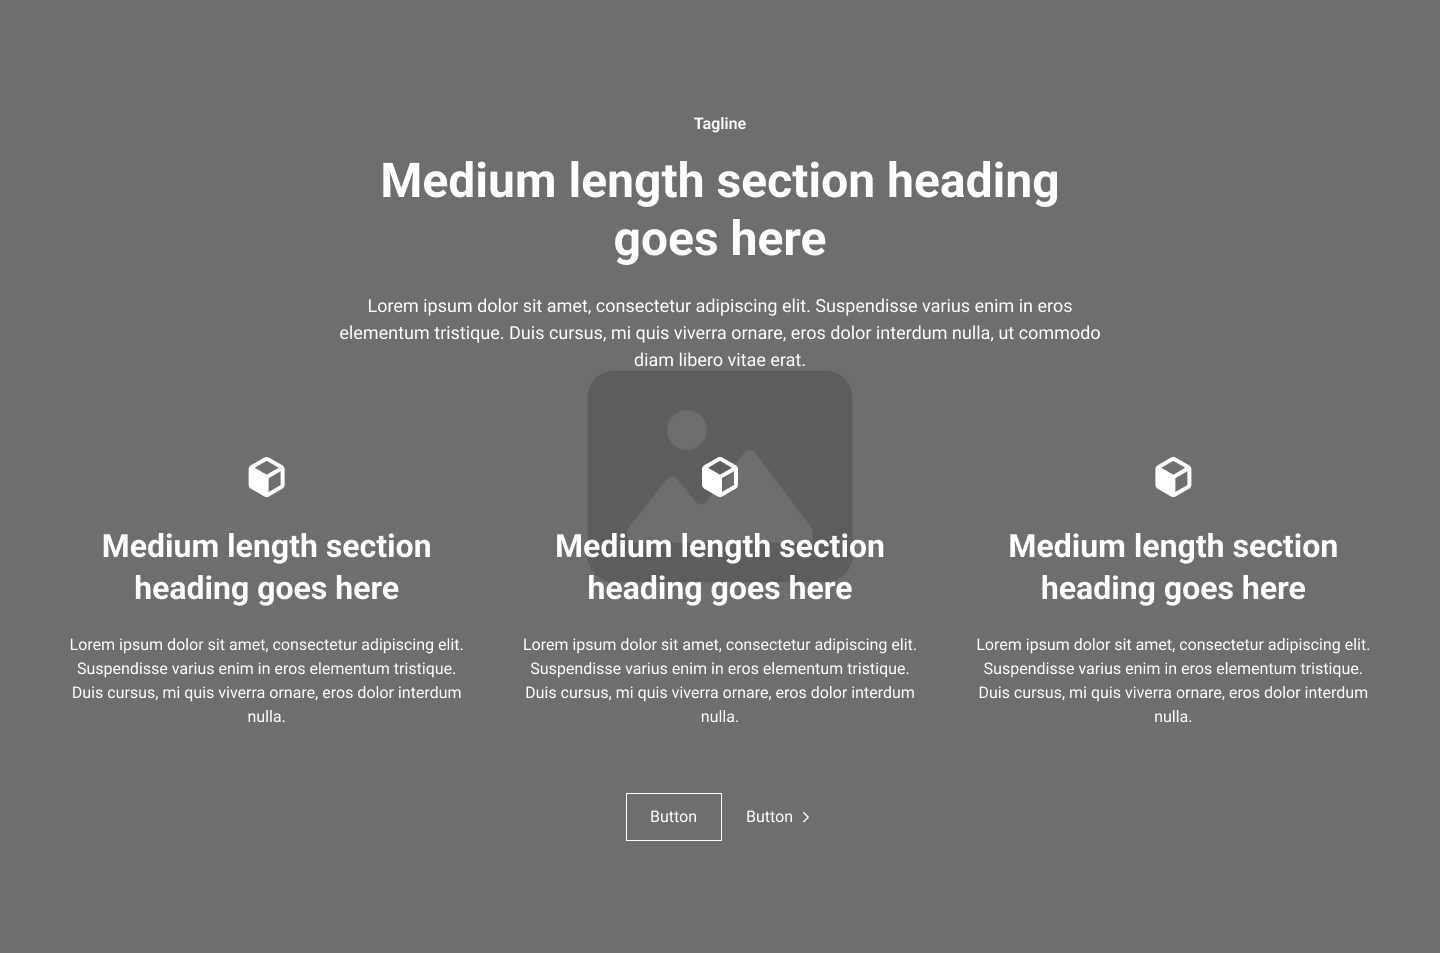 Tagline
Medium length section heading
goes here
Lorem ipsum dolor sit amet, consectetur adipiscing elit. Suspendisse varius enim in eros
elementum tristique. Duis cursus, mi quis viverra ornare, eros dolor interdum nulla, ut commodo
diam libero vitae erat.
Medium length section
heading goes here
Lorem ipsum dolor sit amet, consectetur adipiscing elit.
Suspendisse varius enim in eros elementum tristique.
Duis cursus, mi quis viverra ornare, eros dolor interdum
nulla.
Medium length section
heading goes here
Lorem ipsum dolor sit amet, consectetur adipiscing elit.
Suspendisse varius enim in eros elementum tristique.
Duis cursus, mi quis viverra ornare, eros dolor interdum
nulla.
Medium length section
heading goes here
Lorem ipsum dolor sit amet, consectetur adipiscing elit.
Suspendisse varius enim in eros elementum tristique.
Duis cursus, mi quis viverra ornare, eros dolor interdum
nulla.
Button
Button